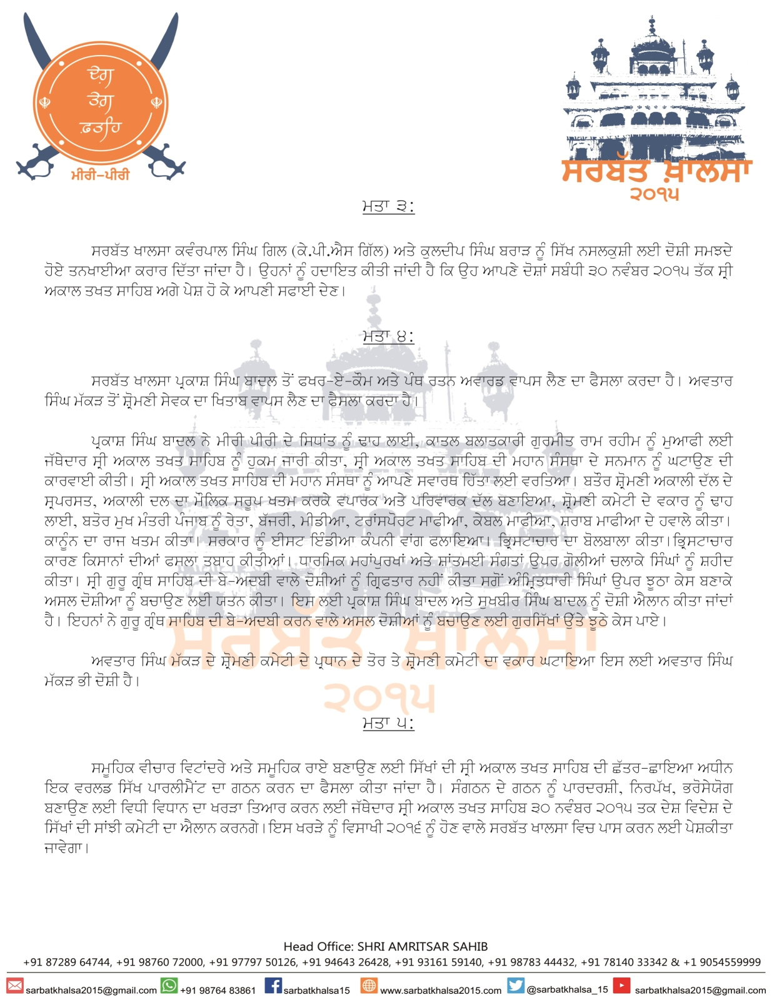 ਦੇਗ਼
ਤੇਗ਼
ਫ਼ਤਹਿ
ਮੀਰੀ-ਪੀਰੀ
ਸਰਬੱਤ ਖ਼ਾਲਸਾ
੨੦੧੫
ਮਤਾ ੩:
ਸਰਬੱਤ ਖਾਲਸਾ ਕਵੰਰਪਾਲ ਸਿੰਘ ਗਿਲ (ਕੇ.ਪੀ.ਐਸ ਗਿੱਲ) ਅਤੇ ਕੁਲਦੀਪ ਸਿੰਘ ਬਰਾੜ ਨੂੰ ਸਿੱਖ ਨਸਲਕੁਸ਼ੀ ਲਈ ਦੋਸ਼ੀ ਸਮਝਦੇ
ਹੋਏ ਤਨਖਾਈਆ ਕਰਾਰ ਦਿੱਤਾ ਜਾਂਦਾ ਹੈ। ਉਹਨਾਂ ਨੂੰ ਹਦਾਇਤ ਕੀਤੀ ਜਾਂਦੀ ਹੈ ਕਿ ਉਹ ਆਪਣੇ ਦੋਸ਼ਾਂ ਸਬੰਧੀ ੩੦ ਨਵੰਬਰ ੨੦੧੫ ਤੱਕ ਸ੍ਰੀ
ਅਕਾਲ ਤਖਤ ਸਾਹਿਬ ਅਗੇ ਪੇਸ਼ ਹੋ ਕੇ ਆਪਣੀ ਸਫਾਈ ਦੇਣ।
ਮਤਾ ੪:
ਸਰਬੱਤ ਖਾਲਸਾ ਪ੍ਰਕਾਸ਼ ਸਿੰਘ ਬਾਦਲ ਤੋਂ ਫਖਰ-ਏ-ਕੌਮ ਅਤੇ ਪੰਥ ਰਤਨ ਅਵਾਰਡ ਵਾਪਸ ਲੈਣ ਦਾ ਫੈਸਲਾ ਕਰਦਾ ਹੈ। ਅਵਤਾਰ
ਸਿੰਘ ਮੱਕੜ ਤੋਂ ਸ਼੍ਰੋਮਣੀ ਸੇਵਕ ਦਾ ਖਿਤਾਬ ਵਾਪਸ ਲੈਣ ਦਾ ਫੈਸਲਾ ਕਰਦਾ ਹੈ।
ਪ੍ਰਕਾਸ਼ ਸਿੰਘ ਬਾਦਲ ਨੇ ਮੀਰੀ ਪੀਰੀ ਦੇ ਸਿਧਾਂਤ ਨੂੰ ਢਾਹ ਲਾਈ, ਕਾਤਲ ਬਲਾਤਕਾਰੀ ਗੁਰਮੀਤ ਰਾਮ ਰਹੀਮ ਨੂੰ ਮੁਆਫੀ ਲਈ
ਜੱਥੇਦਾਰ ਸ੍ਰੀ ਅਕਾਲ ਤਖਤ ਸਾਹਿਬ ਨੂੰ ਹੁਕਮ ਜਾਰੀ ਕੀਤਾ, ਸ੍ਰੀ ਅਕਾਲ ਤਖਤ ਸਾਹਿਬ ਦੀ ਮਹਾਨ ਸੰਸਥਾ ਦੇ ਸਨਮਾਨ ਨੂੰ ਘਟਾਉਣ ਦੀ
ਕਾਰਵਾਈ ਕੀਤੀ। ਸ੍ਰੀ ਅਕਾਲ ਤਖਤ ਸਾਹਿਬ ਦੀ ਮਹਾਨ ਸੰਸਥਾ ਨੂੰ ਆਪਣੇ ਸਵਾਰਥ ਹਿੱਤਾ ਲਈ ਵਰਤਿਆ। ਬਤੌਰ ਸ਼੍ਰੋਮਣੀ ਅਕਾਲੀ ਦੱਲ ਦੇ
ਸ੍ਰਪਰਸਤ, ਅਕਾਲੀ ਦਲ ਦਾ ਮੌਲਿਕ ਸਰੂਪ ਖਤਮ ਕਰਕੇ ਵਪਾਰਕ ਅਤੇ ਪਰਿਵਾਰਕ ਦੱਲ ਬਣਾਇਆ, ਸ਼੍ਰੋਮਣੀ ਕਮੇਟੀ ਦੇ ਵਕਾਰ ਨੂੰ ਢਾਹ
ਲਾਈ, ਬਤੋਰ ਮੁਖ ਮੰਤਰੀ ਪੰਜਾਬ ਨੂੰ ਰੇਤਾ, ਬੱਜਰੀ, ਮੀਡੀਆ, ਟਰਾਂਸਪੋਰਟ ਮਾਫੀਆ, ਕੇਬਲ ਮਾਫੀਆ, ਸ਼ਰਾਬ ਮਾਫੀਆ ਦੇ ਹਵਾਲੇ ਕੀਤਾ।
ਕਾਨੂੰਨ ਦਾ ਰਾਜ ਖਤਮ ਕੀਤਾ। ਸਰਕਾਰ ਨੂੰ ਈਸਟ ਇੰਡੀਆ ਕੰਪਨੀ ਵਾਂਗ ਫਲਾਇਆ। ਭ੍ਰਿਸਟਾਚਾਰ ਦਾ ਬੋਲਬਾਲਾ ਕੀਤਾ।ਭ੍ਰਿਸਟਾਚਾਰ
ਕਾਰਣ ਕਿਸਾਨਾਂ ਦੀਆਂ ਫਸਲਾ ਤਬਾਹ ਕੀਤੀਆਂ। ਧਾਰਮਿਕ ਮਹਾਂਪੁਰਖਾਂ ਅਤੇ ਸ਼ਾਂਤਮਈ ਸੰਗਤਾਂ ਉਪਰ ਗੋਲੀਆਂ ਚਲਾਕੇ ਸਿੰਘਾਂ ਨੂੰ ਸ਼ਹੀਦ
ਕੀਤਾ। ਸ੍ਰੀ ਗੁਰੂ ਗ੍ਰੰਥ ਸਾਹਿਬ ਦੀ ਬੇ-ਅਦਬੀ ਵਾਲੇ ਦੋਸ਼ੀਆਂ ਨੂੰ ਗ੍ਰਿਫਤਾਰ ਨਹੀਂ ਕੀਤਾ ਸਗੋਂ ਅੰਮ੍ਰਿਤਧਾਰੀ ਸਿੰਘਾਂ ਉਪਰ ਝੂਠਾ ਕੇਸ ਬਣਾਕੇ
ਅਸਲ ਦੋਸ਼ੀਆ ਨੂੰ ਬਚਾਉਣ ਲਈ ਯਤਨ ਕੀਤਾ। ਇਸ ਲਈ ਪ੍ਰਕਾਸ਼ ਸਿੰਘ ਬਾਦਲ ਅਤੇ ਸੁਖਬੀਰ ਸਿੰਘ ਬਾਦਲ ਨੂੰ ਦੋਸ਼ੀ ਐਲਾਨ ਕੀਤਾ ਜਾਂਦਾਂ
ਹੈ। ਇਹਨਾਂ ਨੇ ਗੁਰੂ ਗ੍ਰੰਥ ਸਾਹਿਬ ਦੀ ਬੇ-ਅਦਬੀ ਕਰਨ ਵਾਲੇ ਅਸਲ ਦੋਸ਼ੀਆਂ ਨੂੰ ਬਚਾਉਣ ਲਈ ਗੁਰਸਿੱਖਾਂ ਉੱਤੇ ਝੂਠੇ ਕੇਸ ਪਾਏ।
ਅਵਤਾਰ ਸਿੰਘ ਮੱਕੜ ਦੇ ਸ਼੍ਰੋਮਣੀ ਕਮੇਟੀ ਦੇ ਪ੍ਰਧਾਨ ਦੇ ਤੋਰ ਤੇ ਸ਼੍ਰੋਮਣੀ ਕਮੇਟੀ ਦਾ ਵਕਾਰ ਘਟਾਇਆ ਇਸ ਲਈ ਅਵਤਾਰ ਸਿੰਘ
ਮੱਕੜ ਭੀ ਦੋਸ਼ੀ ਹੈ।
ਸਰਬੱਤ ਖ਼ਾਲਸਾ
੨੦੧੫
ਮਤਾ ੫:
ਸਮੂਹਿਕ ਵੀਚਾਰ ਵਿਟਾਂਦਰੇ ਅਤੇ ਸਮੂਹਿਕ ਰਾਏ ਬਣਾਉਣ ਲਈ ਸਿੱਖਾਂ ਦੀ ਸ੍ਰੀ ਅਕਾਲ ਤਖਤ ਸਾਹਿਬ ਦੀ ਛੱਤਰ-ਛਾਇਆ ਅਧੀਨ
ਇਕ ਵਰਲਡ ਸਿੱਖ ਪਾਰਲੀਮੈਂਟ ਦਾ ਗਠਨ ਕਰਨ ਦਾ ਫੈਸਲਾ ਕੀਤਾ ਜਾਂਦਾ ਹੈ। ਸੰਗਠਨ ਦੇ ਗਠਨ ਨੂੰ ਪਾਰਦਰਸ਼ੀ, ਨਿਰਪੱਖ, ਭਰੋਸੇਯੋਗ
ਬਣਾਉਣ ਲਈ ਵਿਧੀ ਵਿਧਾਨ ਦਾ ਖਰੜਾ ਤਿਆਰ ਕਰਨ ਲਈ ਜੱਥੇਦਾਰ ਸ੍ਰੀ ਅਕਾਲ ਤਖਤ ਸਾਹਿਬ ੩੦ ਨਵੰਬਰ ੨੦੧੫ ਤਕ ਦੇਸ਼ ਵਿਦੇਸ਼ ਦੇ
ਸਿੱਖਾਂ ਦੀ ਸਾਂਝੀ ਕਮੇਟੀ ਦਾ ਐਲਾਨ ਕਰਨਗੇ।ਇਸ ਖਰੜੇ ਨੂੰ ਵਿਸਾਖੀ ੨੦੧੬ ਨੂੰ ਹੋਣ ਵਾਲੇ ਸਰਬੱਤ ਖਾਲਸਾ ਵਿਚ ਪਾਸ ਕਰਨ ਲਈ ਪੇਸ਼ਕੀਤਾ
ਜਾਵੇਗਾ।
Head Office: SHRI AMRITSAR SAHIB
+91 87289 64744, +91 98760 72000, +91 97797 50126, +91 94643 26428, +91 93161 59140, +91 98783 44432, +91 78140 33342 & +1 9054559999
sarbatkhalsa2015@gmail.com +91 98764 83861 sarbatkhalsa15 www.sarbatkhalsa2015.com @sarbatkhalsa_15 sarbatkhalsa2015@gmail.com